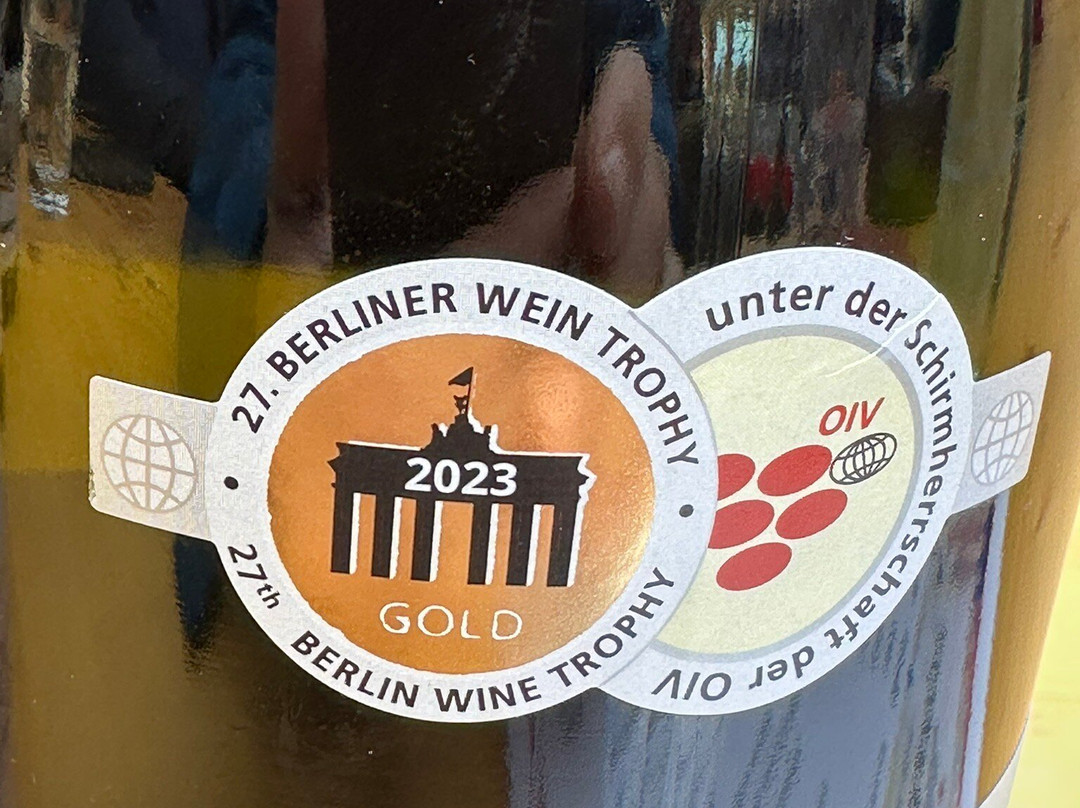 27. BERLINER WEIN TROPHY
2023
GOLD
27th BERLIN WINE TROPHY
unter der Schirmherrschaft der OIV
OIV